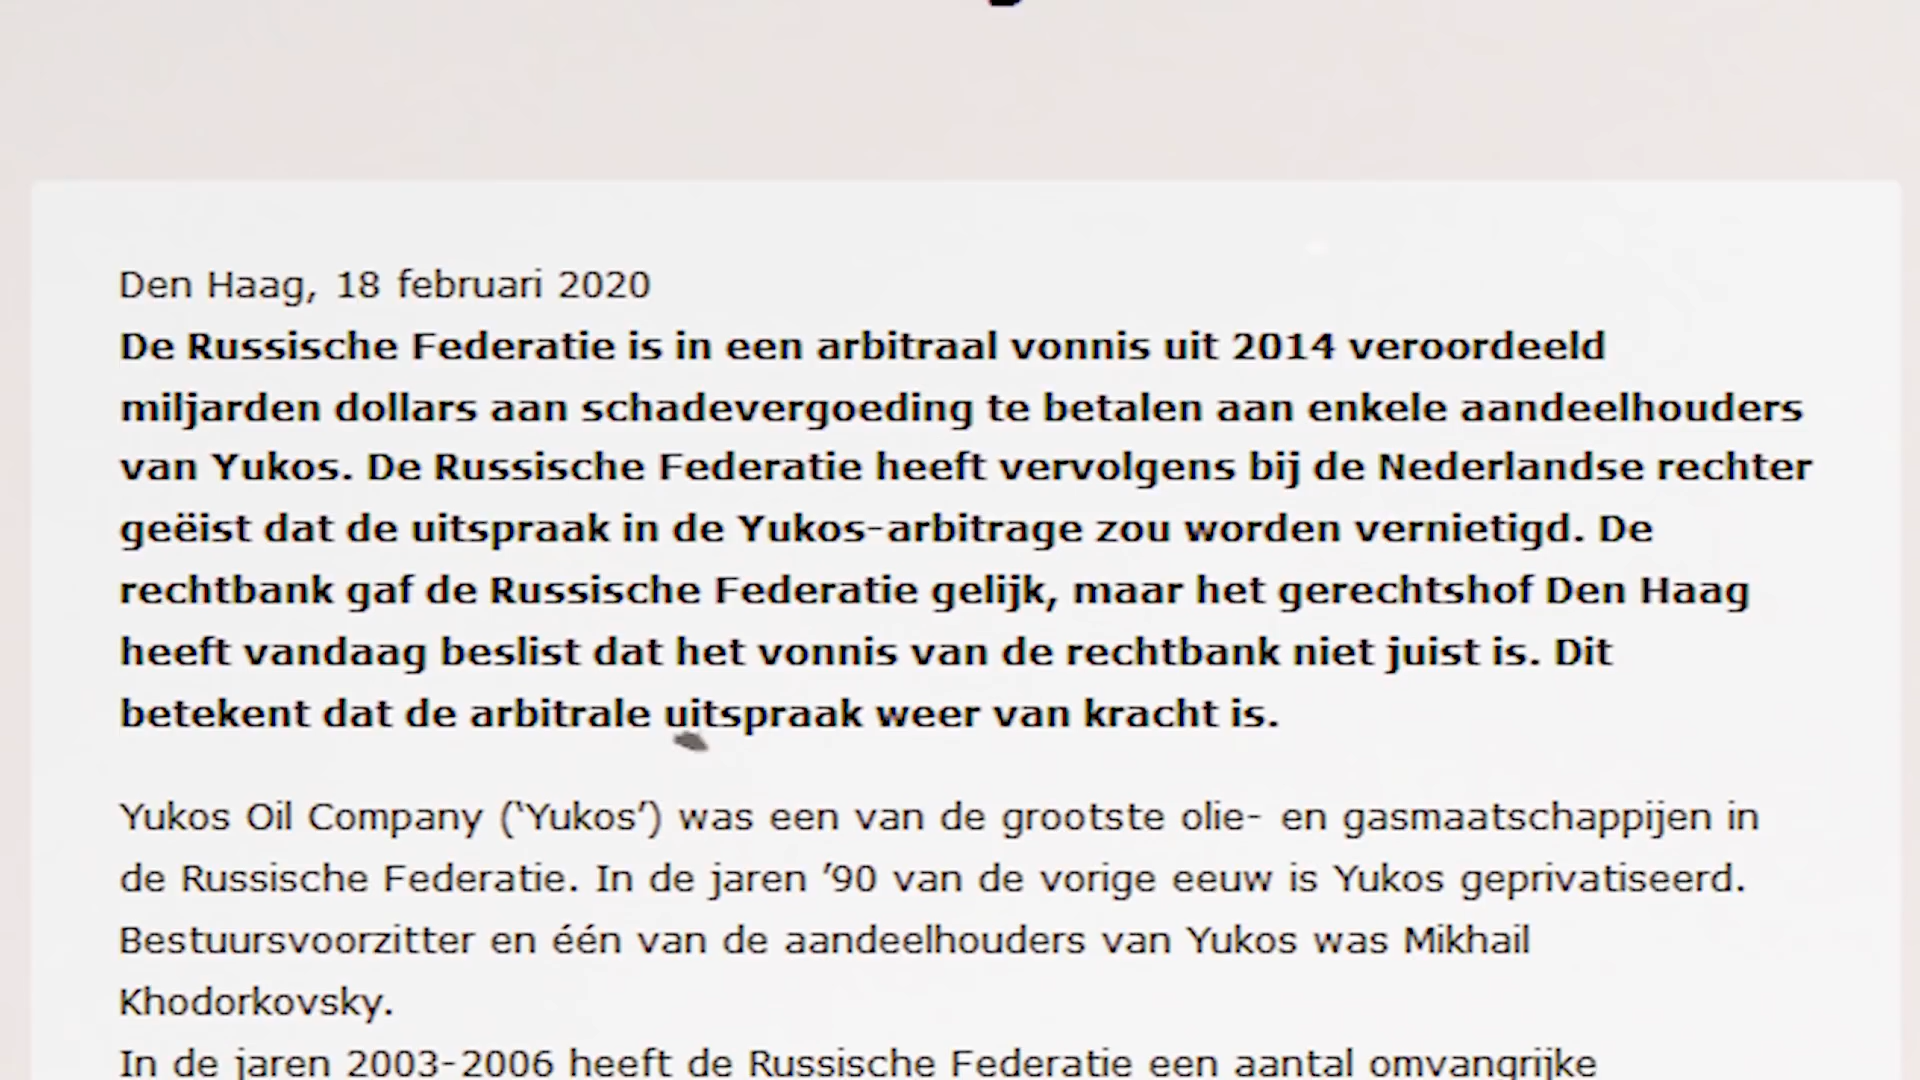 Den Haag, 18 februari 2020
De Russische Federatie is in een arbitraal vonnis uit 2014 veroordeeld
miljarden dollars aan schadevergoeding te betalen aan enkele aandeelhouders
van Yukos. De Russische Federatie heeft vervolgens bij de Nederlandse rechter
geëist dat de uitspraak in de Yukos-arbitrage zou worden vernietigd. De
rechtbank gaf de Russische Federatie gelijk, maar het gerechtshof Den Haag
heeft vandaag beslist dat het vonnis van de rechtbank niet juist is. Dit
betekent dat de arbitrale uitspraak weer van kracht is.
Yukos Oil Company (‘Yukos’) was een van de grootste olie- en gasmaatschappijen in
de Russische Federatie. In de jaren ’90 van de vorige eeuw is Yukos geprivatiseerd.
Bestuursvoorzitter en één van de aandeelhouders van Yukos was Mikhail
Khodorkovsky.
In de jaren 2003-2006 heeft de Russische Federatie een aantal omvangrijke